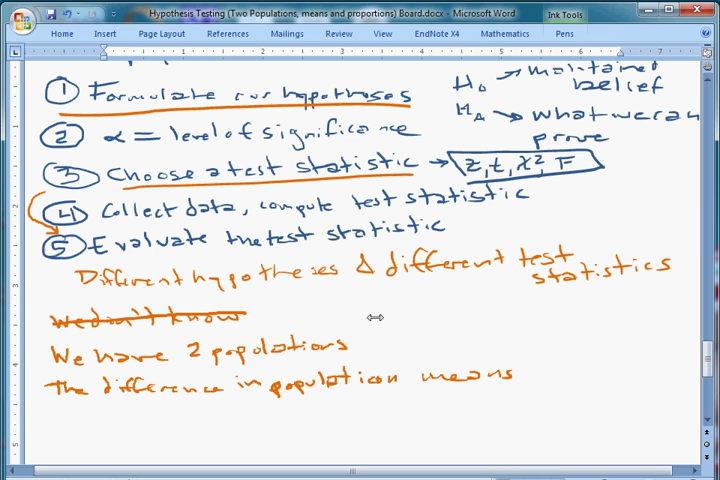 Hypothesis Testing (Two Populations, means and proportions) Board.docx - Microsoft Word
Ink Tools
Home Insert Page Layout References Mailings Review View EndNote X4 Mathematics Pens
1 Formulate our hypotheses
H0 → maintained belief
HA → what we can prove
2 α = level of significance
3 Choose a test statistic → z, t, χ², F
4 Collect data, compute test statistic
5 Evaluate the test statistic
Different hypotheses & different test statistics
We didn't know
We have 2 populations
The difference in population means